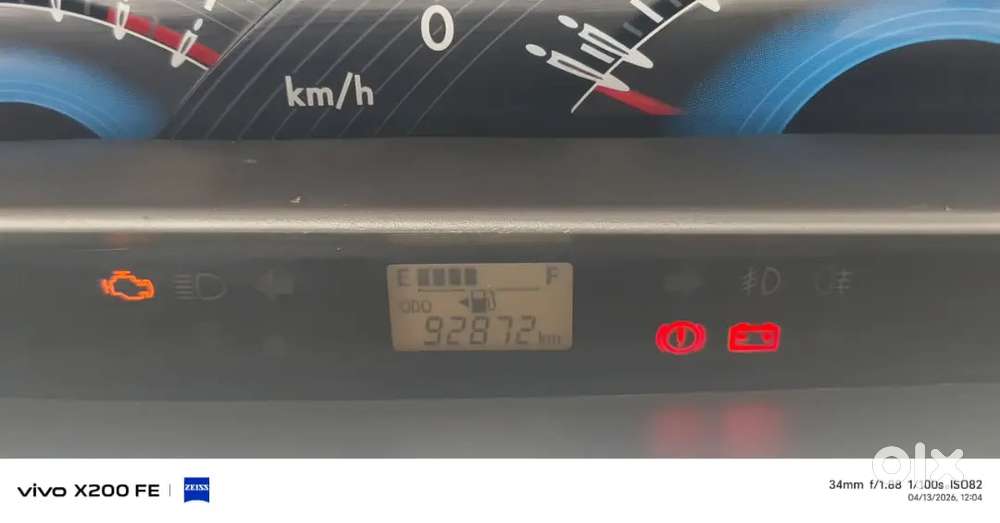 0
km/h
E F
ODO
92872 km
vivo X200 FE | ZEISS
olx
34mm f/1.88 1/100s ISO82
04/13/2026, 12:04